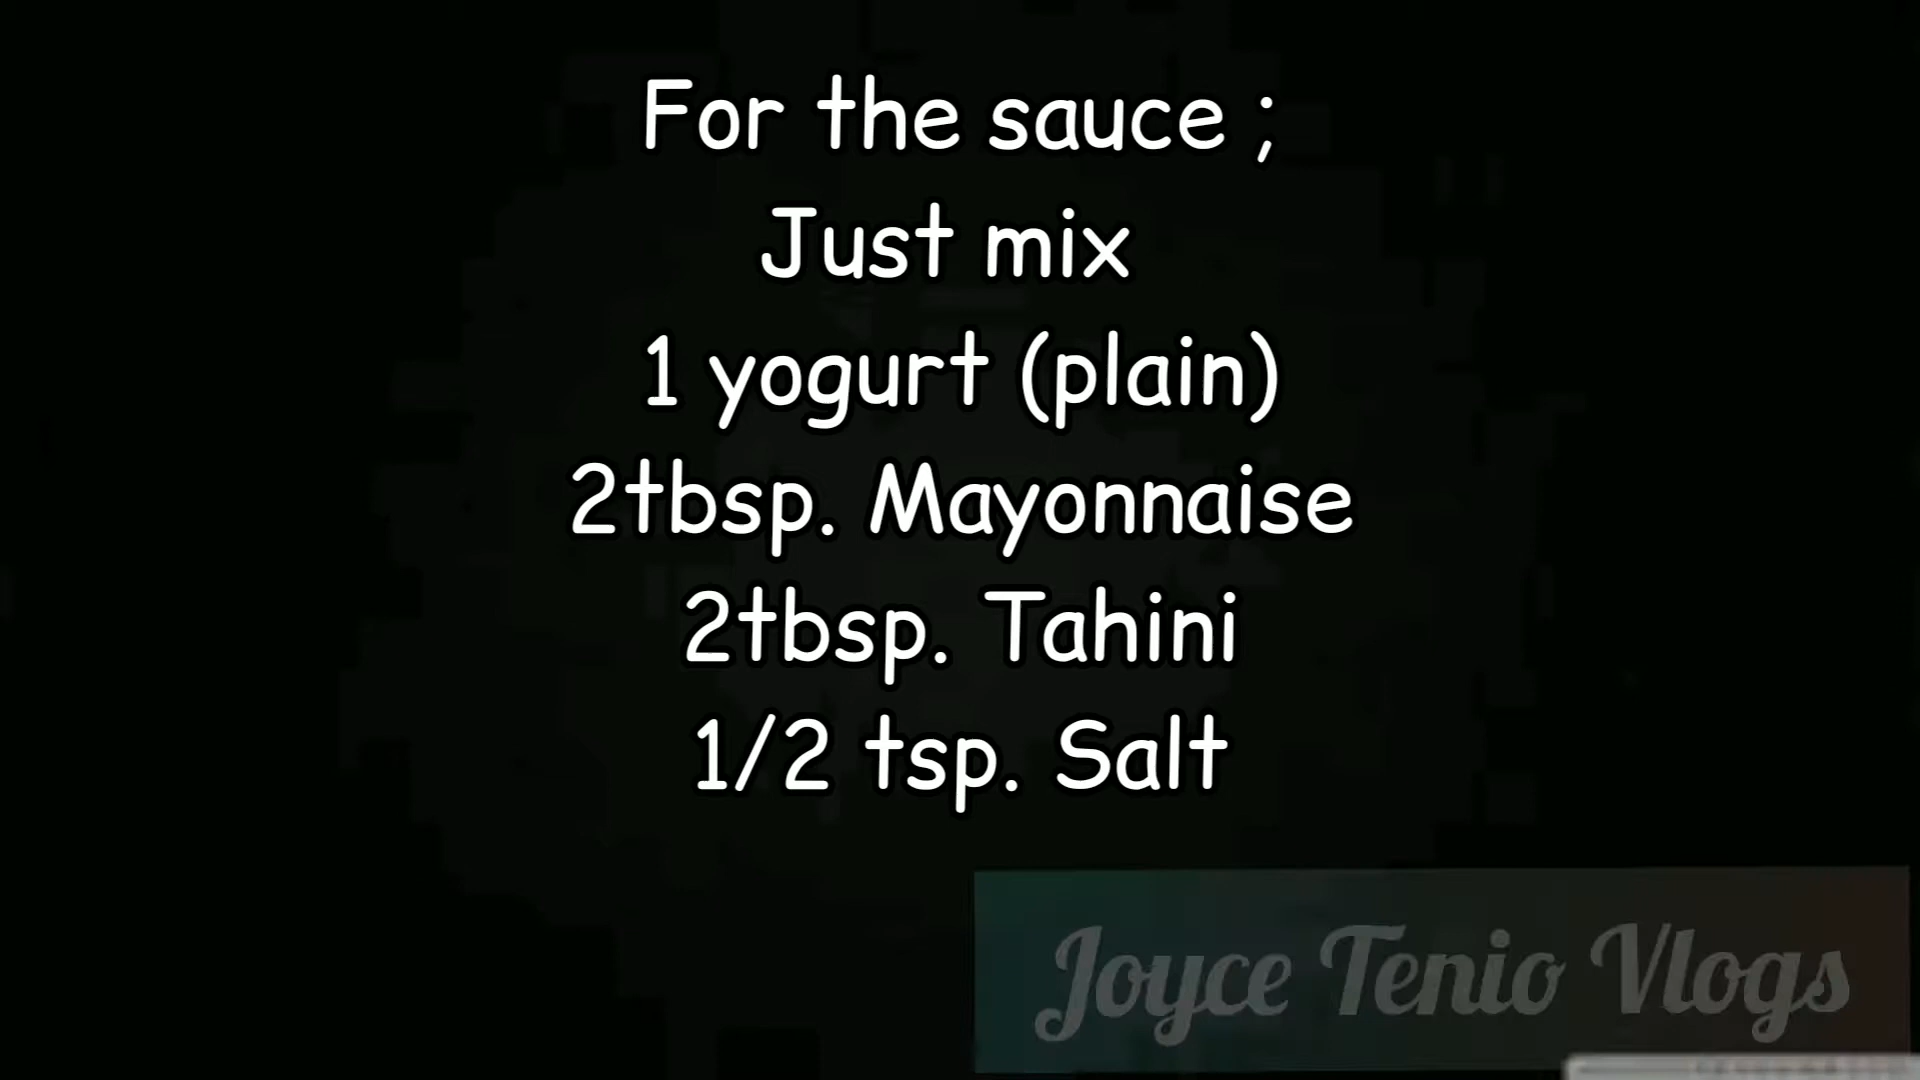 For the sauce ;
Just mix
1 yogurt (plain)
2tbsp. Mayonnaise
2tbsp. Tahini
1/2 tsp. Salt
Joyce Tenio Vlogs